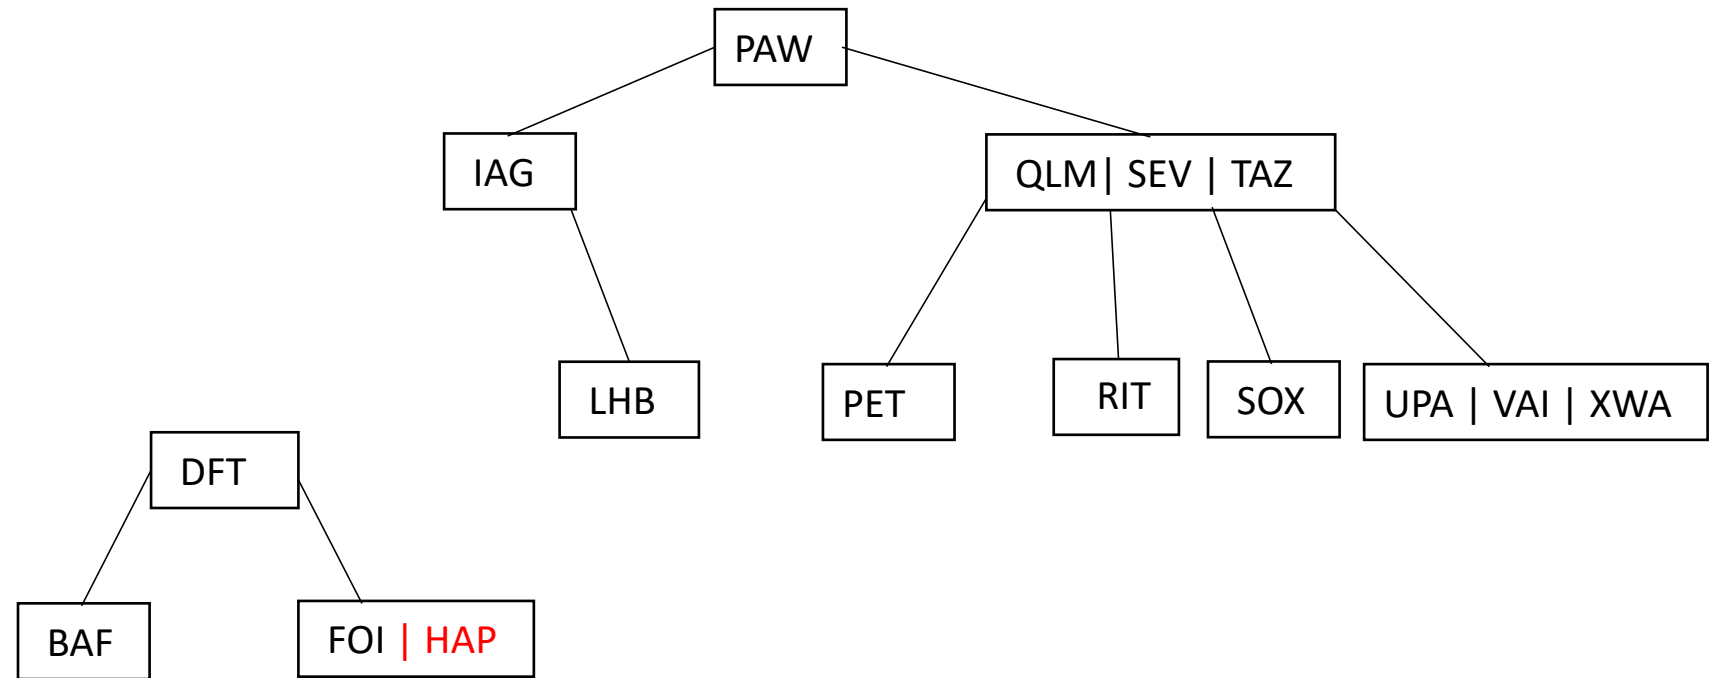 PAW
IAG
QLM| SEV | TAZ
LHB
PET
RIT
SOX
UPA | VAI | XWA
DFT
BAF
FOI | HAP